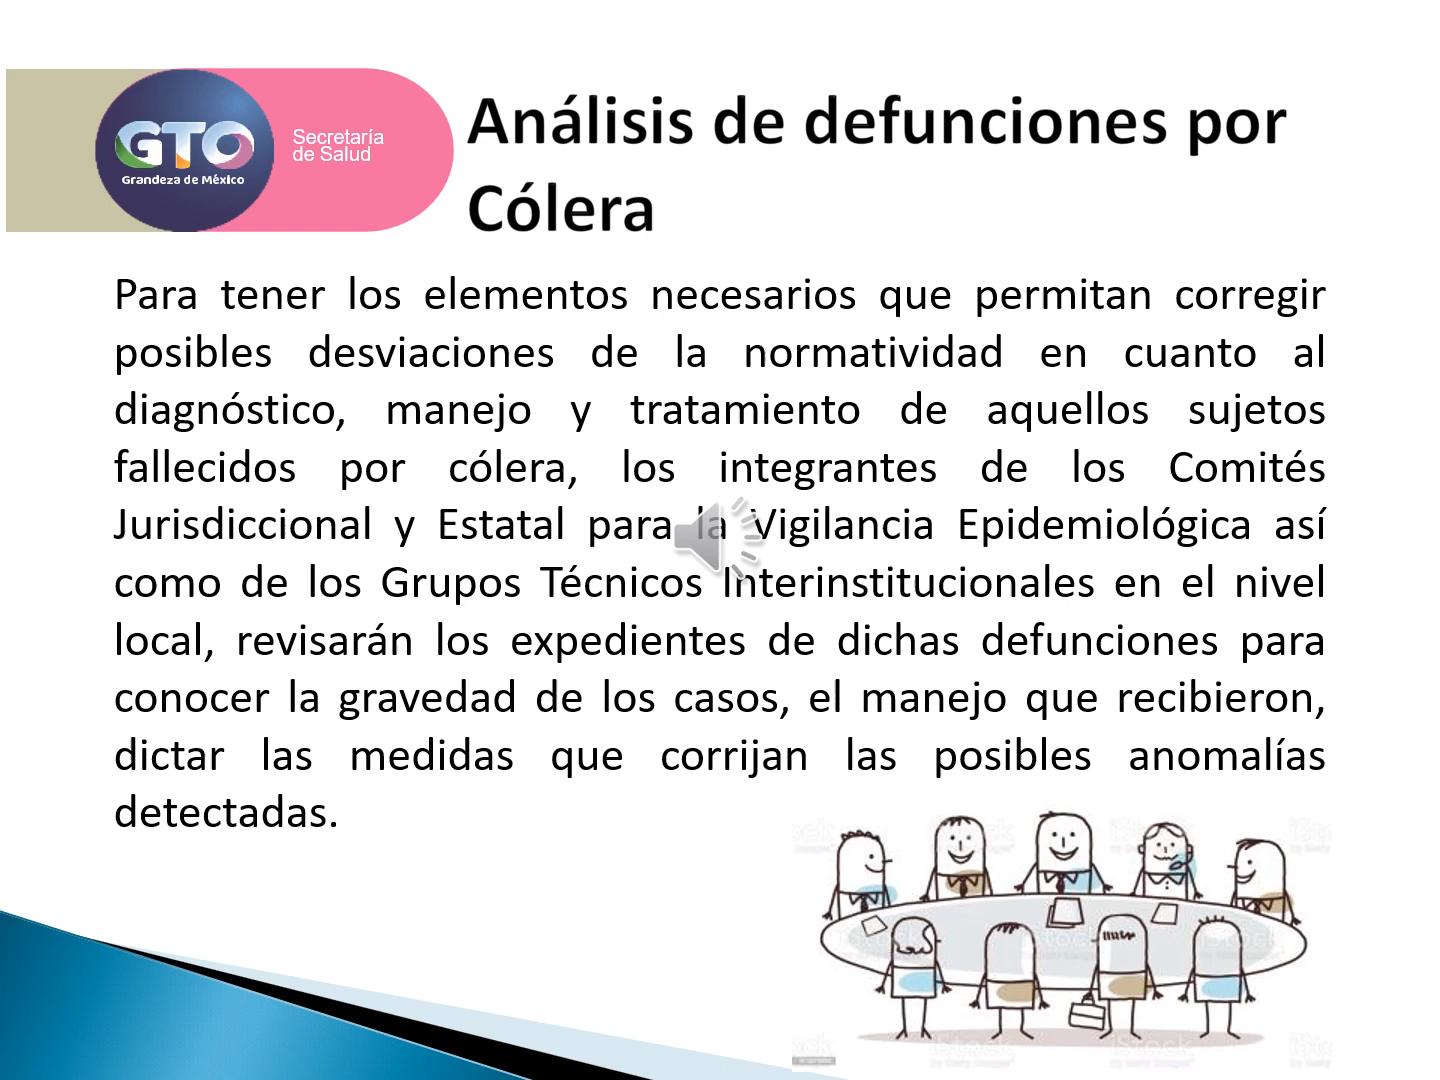 GTO
Grandeza de México
Secretaría
de Salud
Análisis de defunciones por
Cólera
Para tener los elementos necesarios que permitan corregir
posibles desviaciones de la normatividad en cuanto al
diagnóstico, manejo y tratamiento de aquellos sujetos
fallecidos por cólera, los integrantes de los Comités
Jurisdiccional y Estatal para la Vigilancia Epidemiológica así
como de los Grupos Técnicos Interinstitucionales en el nivel
local, revisarán los expedientes de dichas defunciones para
conocer la gravedad de los casos, el manejo que recibieron,
dictar las medidas que corrijan las posibles anomalías
detectadas.